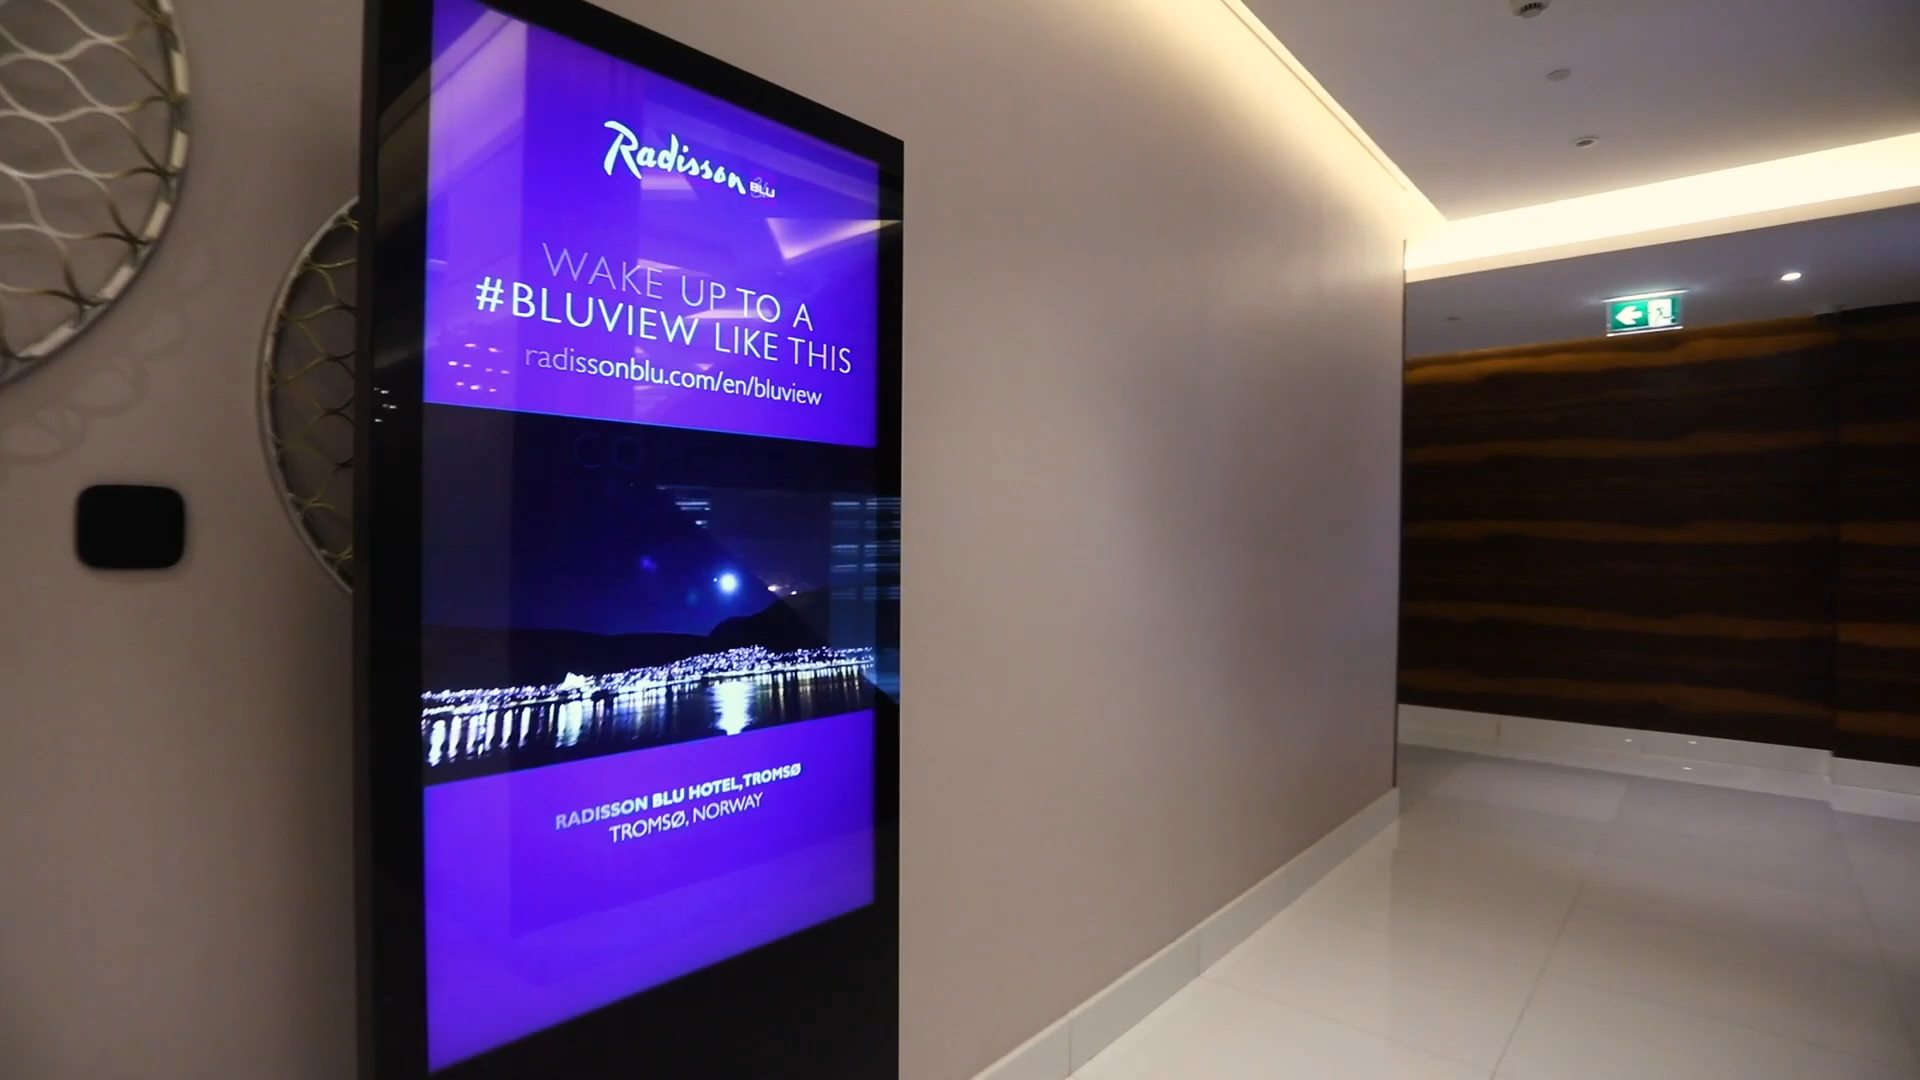 Radisson BLU
WAKE UP TO A
#BLUVIEW LIKE THIS
radissonblu.com/en/bluview
RADISSON BLU HOTEL, TROMSØ
TROMSØ, NORWAY